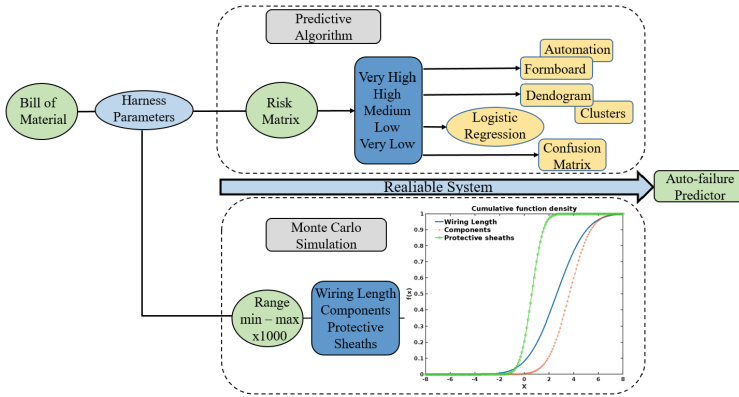 Predictive
Algorithm
Bill of
Material
Harness
Parameters
Risk
Matrix
Very High
High
Medium
Low
Very Low
Automation
Formboard
Dendogram
Clusters
Logistic
Regression
Confusion
Matrix
Realiable System
Auto-failure
Predictor
Monte Carlo
Simulation
Range
min – max
x1000
Wiring Length
Components
Protective
Sheaths
Cumulative function density
Wiring Length
Components
Protective sheaths
f(x)
1
0.9
0.8
0.7
0.6
0.5
0.4
0.3
0.2
0.1
0
-8 -6 -4 -2 0 2 4 6 8
X